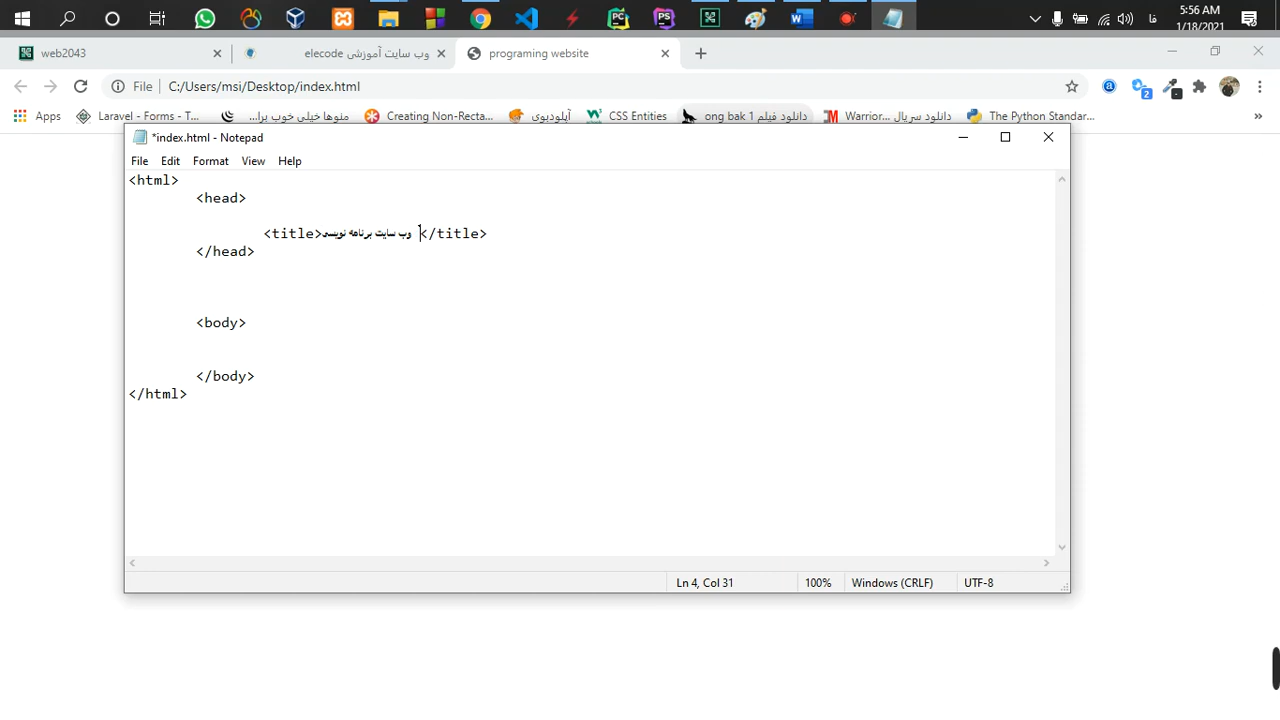 5:56 AM
فا
1/18/2021
web2043
وب سایت آموزشی elecode
programing website
File C:/Users/msi/Desktop/index.html
Apps
Laravel - Forms - T...
منوها خیلی خوب یرا...
Creating Non-Recta...
آپلودیوی
CSS Entities
دانلود فیلم ong bak 1
دانلود سریال Warrior...
The Python Standar...
»
*index.html - Notepad
File Edit Format View Help
<html>
<head>
<title>وب سایت برنامه نویسی </title>
</head>
<body>
</body>
</html>
Ln 4, Col 31
100%
Windows (CRLF)
UTF-8